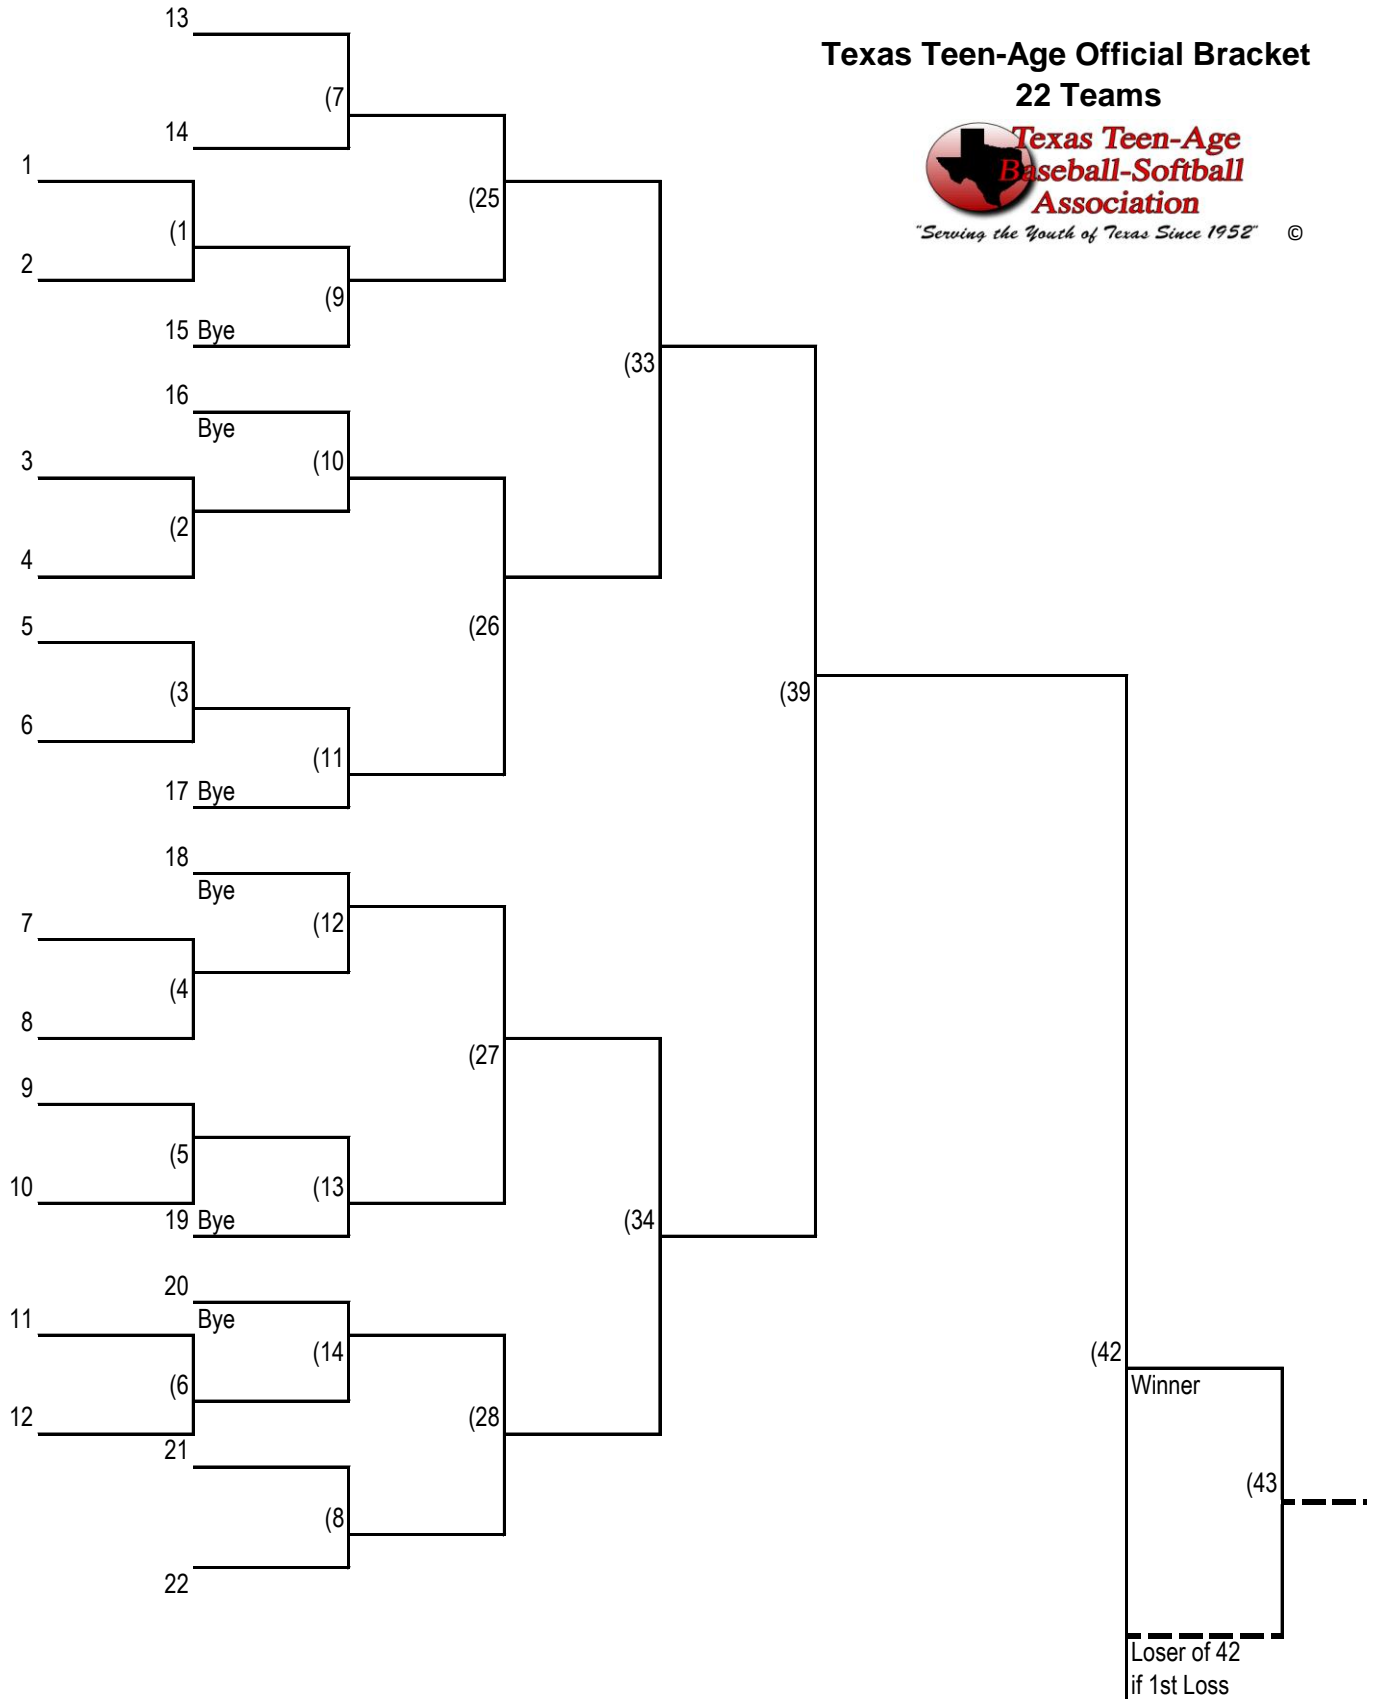 13
Texas Teen-Age Official Bracket
22 Teams
(7
14
Texas Teen-Age
Baseball-Softball
Association
"Serving the Youth of Texas Since 1952" ©
1
(25
(1
2
(9
15 Bye
(33
16
Bye
3
(10
(2
4
5
(26
(3
(39
6
(11
17 Bye
18
Bye
7
(12
(4
8
(27
9
(5
10
(13
19 Bye
(34
20
11
Bye
(14
(42
(6
Winner
12
(28
21
(43
(8
22
Loser of 42
if 1st Loss